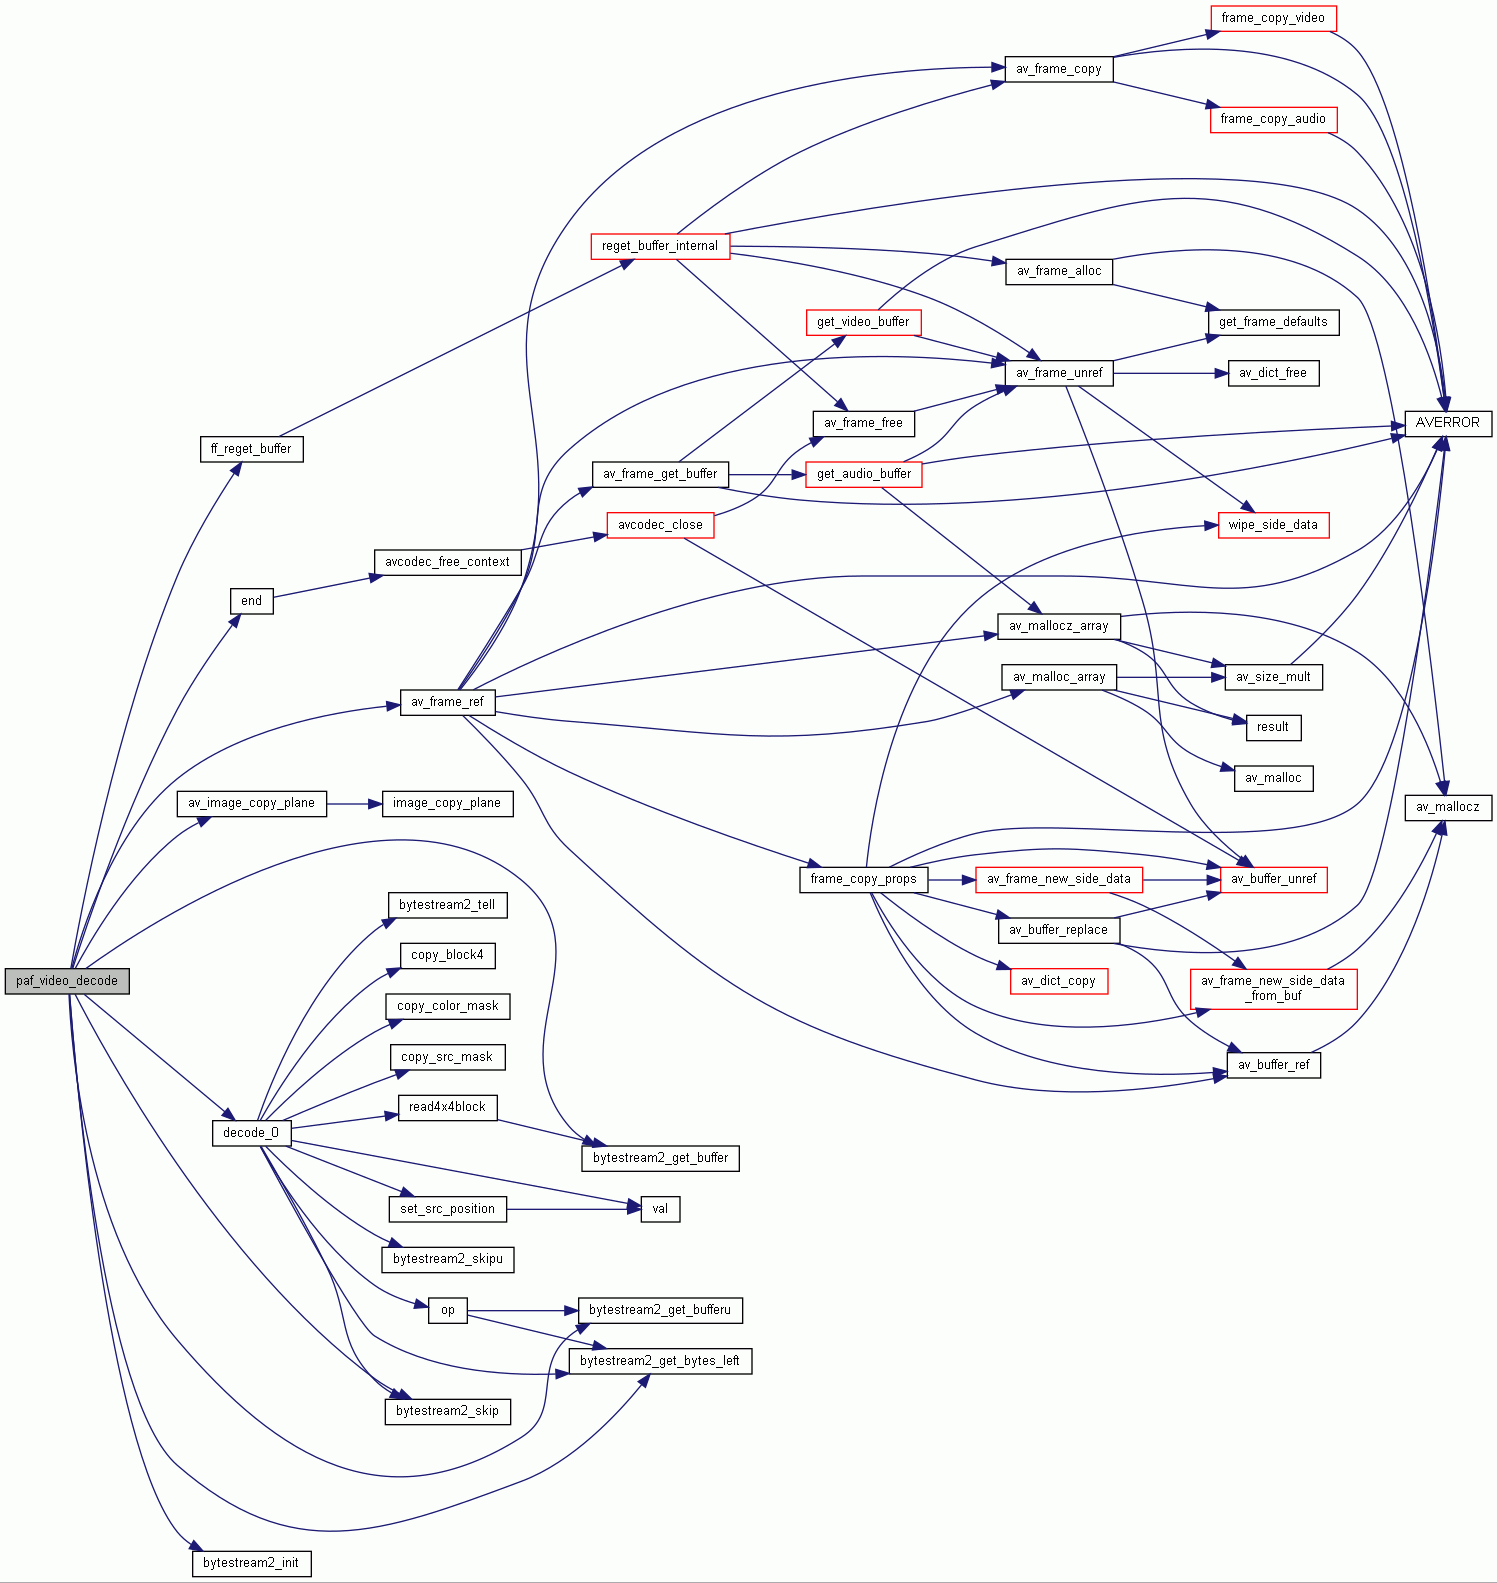 frame_copy_video
av_frame_copy
frame_copy_audio
reget_buffer_internal
av_frame_alloc
get_video_buffer
get_frame_defaults
av_frame_unref
av_dict_free
av_frame_free
AVERROR
ff_reget_buffer
av_frame_get_buffer
get_audio_buffer
avcodec_close
wipe_side_data
avcodec_free_context
end
av_mallocz_array
av_malloc_array
av_size_mult
av_frame_ref
result
av_malloc
av_image_copy_plane
image_copy_plane
av_mallocz
frame_copy_props
av_frame_new_side_data
av_buffer_unref
bytestream2_tell
av_buffer_replace
copy_block4
paf_video_decode
av_dict_copy
av_frame_new_side_data
_from_buf
copy_color_mask
copy_src_mask
av_buffer_ref
read4x4block
decode_0
bytestream2_get_buffer
set_src_position
val
bytestream2_skipu
op
bytestream2_get_bufferu
bytestream2_get_bytes_left
bytestream2_skip
bytestream2_init